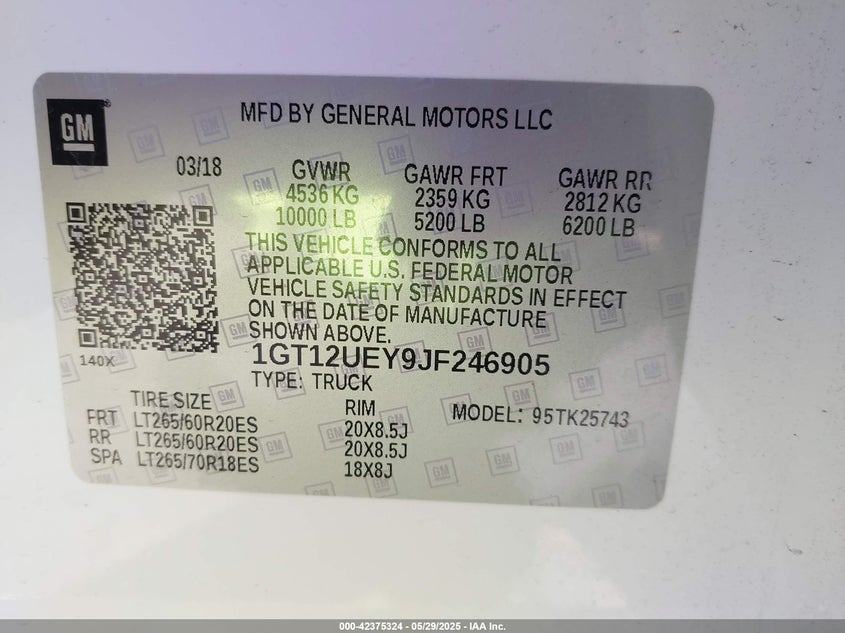 GM
MFD BY GENERAL MOTORS LLC
03/18
GVWR
4536 KG
10000 LB
GAWR FRT
2359 KG
5200 LB
GAWR RR
2812 KG
6200 LB
THIS VEHICLE CONFORMS TO ALL
APPLICABLE U.S. FEDERAL MOTOR
VEHICLE SAFETY STANDARDS IN EFFECT
ON THE DATE OF MANUFACTURE
SHOWN ABOVE.
140X
1GT12UEY9JF246905
TYPE: TRUCK
MODEL: 95TK25743
TIRE SIZE RIM
FRT LT265/60R20ES 20X8.5J
RR LT265/60R20ES 20X8.5J
SPA LT265/70R18ES 18X8J
000-42375324 — 05/29/2025 — IAA Inc.